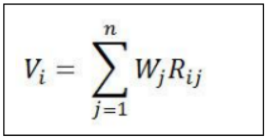 $V_i = \sum_{j=1}^{n} W_j R_{ij}$